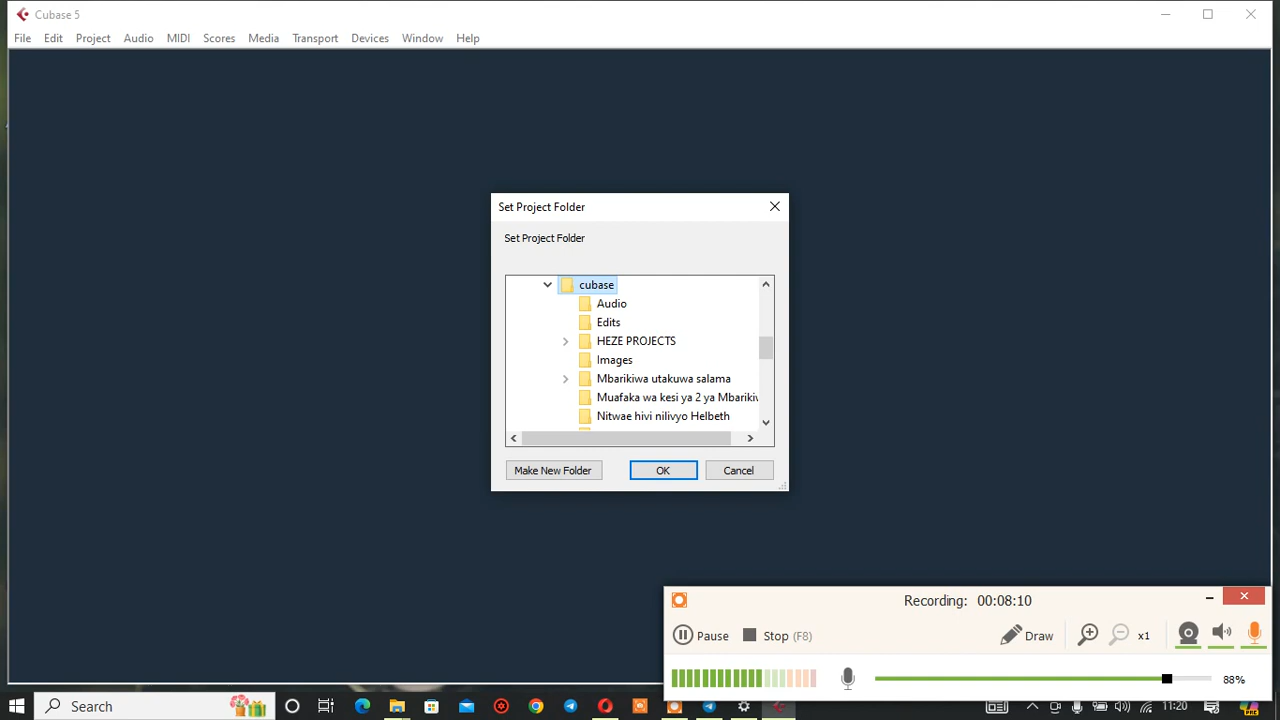 Cubase 5
File Edit Project Audio MIDI Scores Media Transport Devices Window Help
Set Project Folder
Set Project Folder
cubase
Audio
Edits
HEZE PROJECTS
Images
Mbarikiwa utakuwa salama
Muafaka wa kesi ya 2 ya Mbarikiw
Nitwae hivi nilivyo Helbeth
Make New Folder OK Cancel
Recording: 00:08:10
Pause Stop (F8) Draw x1
88%
Search 11:20